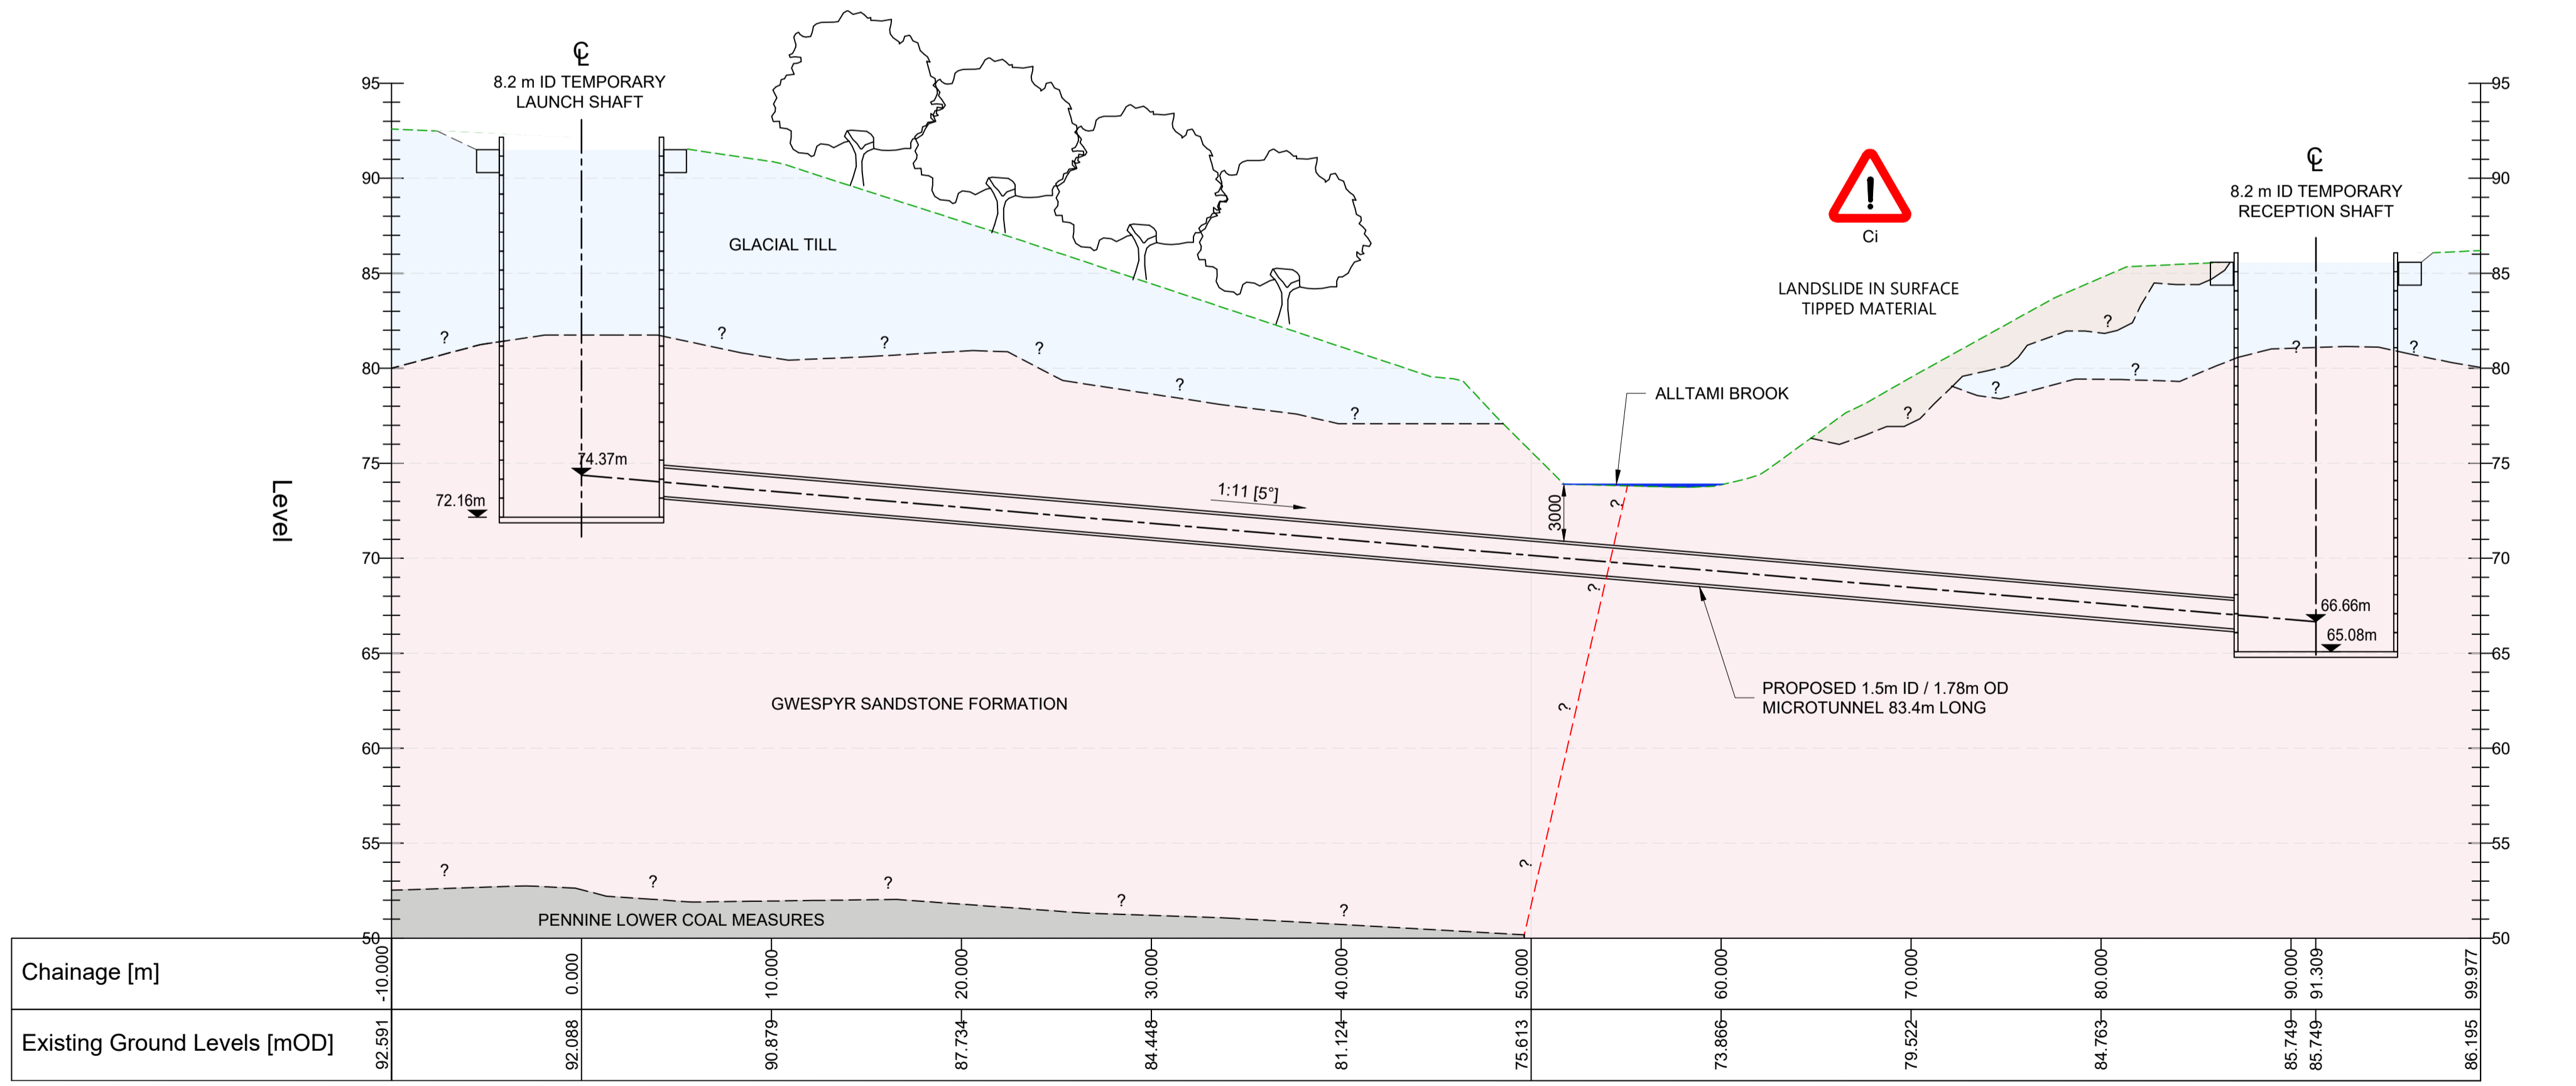 ℄
8.2 m ID TEMPORARY
LAUNCH SHAFT
℄
8.2 m ID TEMPORARY
RECEPTION SHAFT
95
90
85
80
75
70
65
60
55
50
95
90
85
80
75
70
65
60
55
50
Level
GLACIAL TILL
Ci
LANDSLIDE IN SURFACE
TIPPED MATERIAL
ALLTAMI BROOK
? ? ? ? ? ?
? ? ? ? ? ?
74.37m
72.16m
1:11 [5°]
3000
?
?
?
?
66.66m
65.08m
PROPOSED 1.5m ID / 1.78m OD
MICROTUNNEL 83.4m LONG
GWESPYR SANDSTONE FORMATION
? ? ? ? ?
PENNINE LOWER COAL MEASURES
Chainage [m] -10.000 0.000 10.000 20.000 30.000 40.000 50.000 60.000 70.000 80.000 90.000 91.309 99.977
Existing Ground Levels [mOD] 92.591 92.088 90.879 87.734 84.448 81.124 75.613 73.866 79.522 84.763 85.749 85.749 86.195